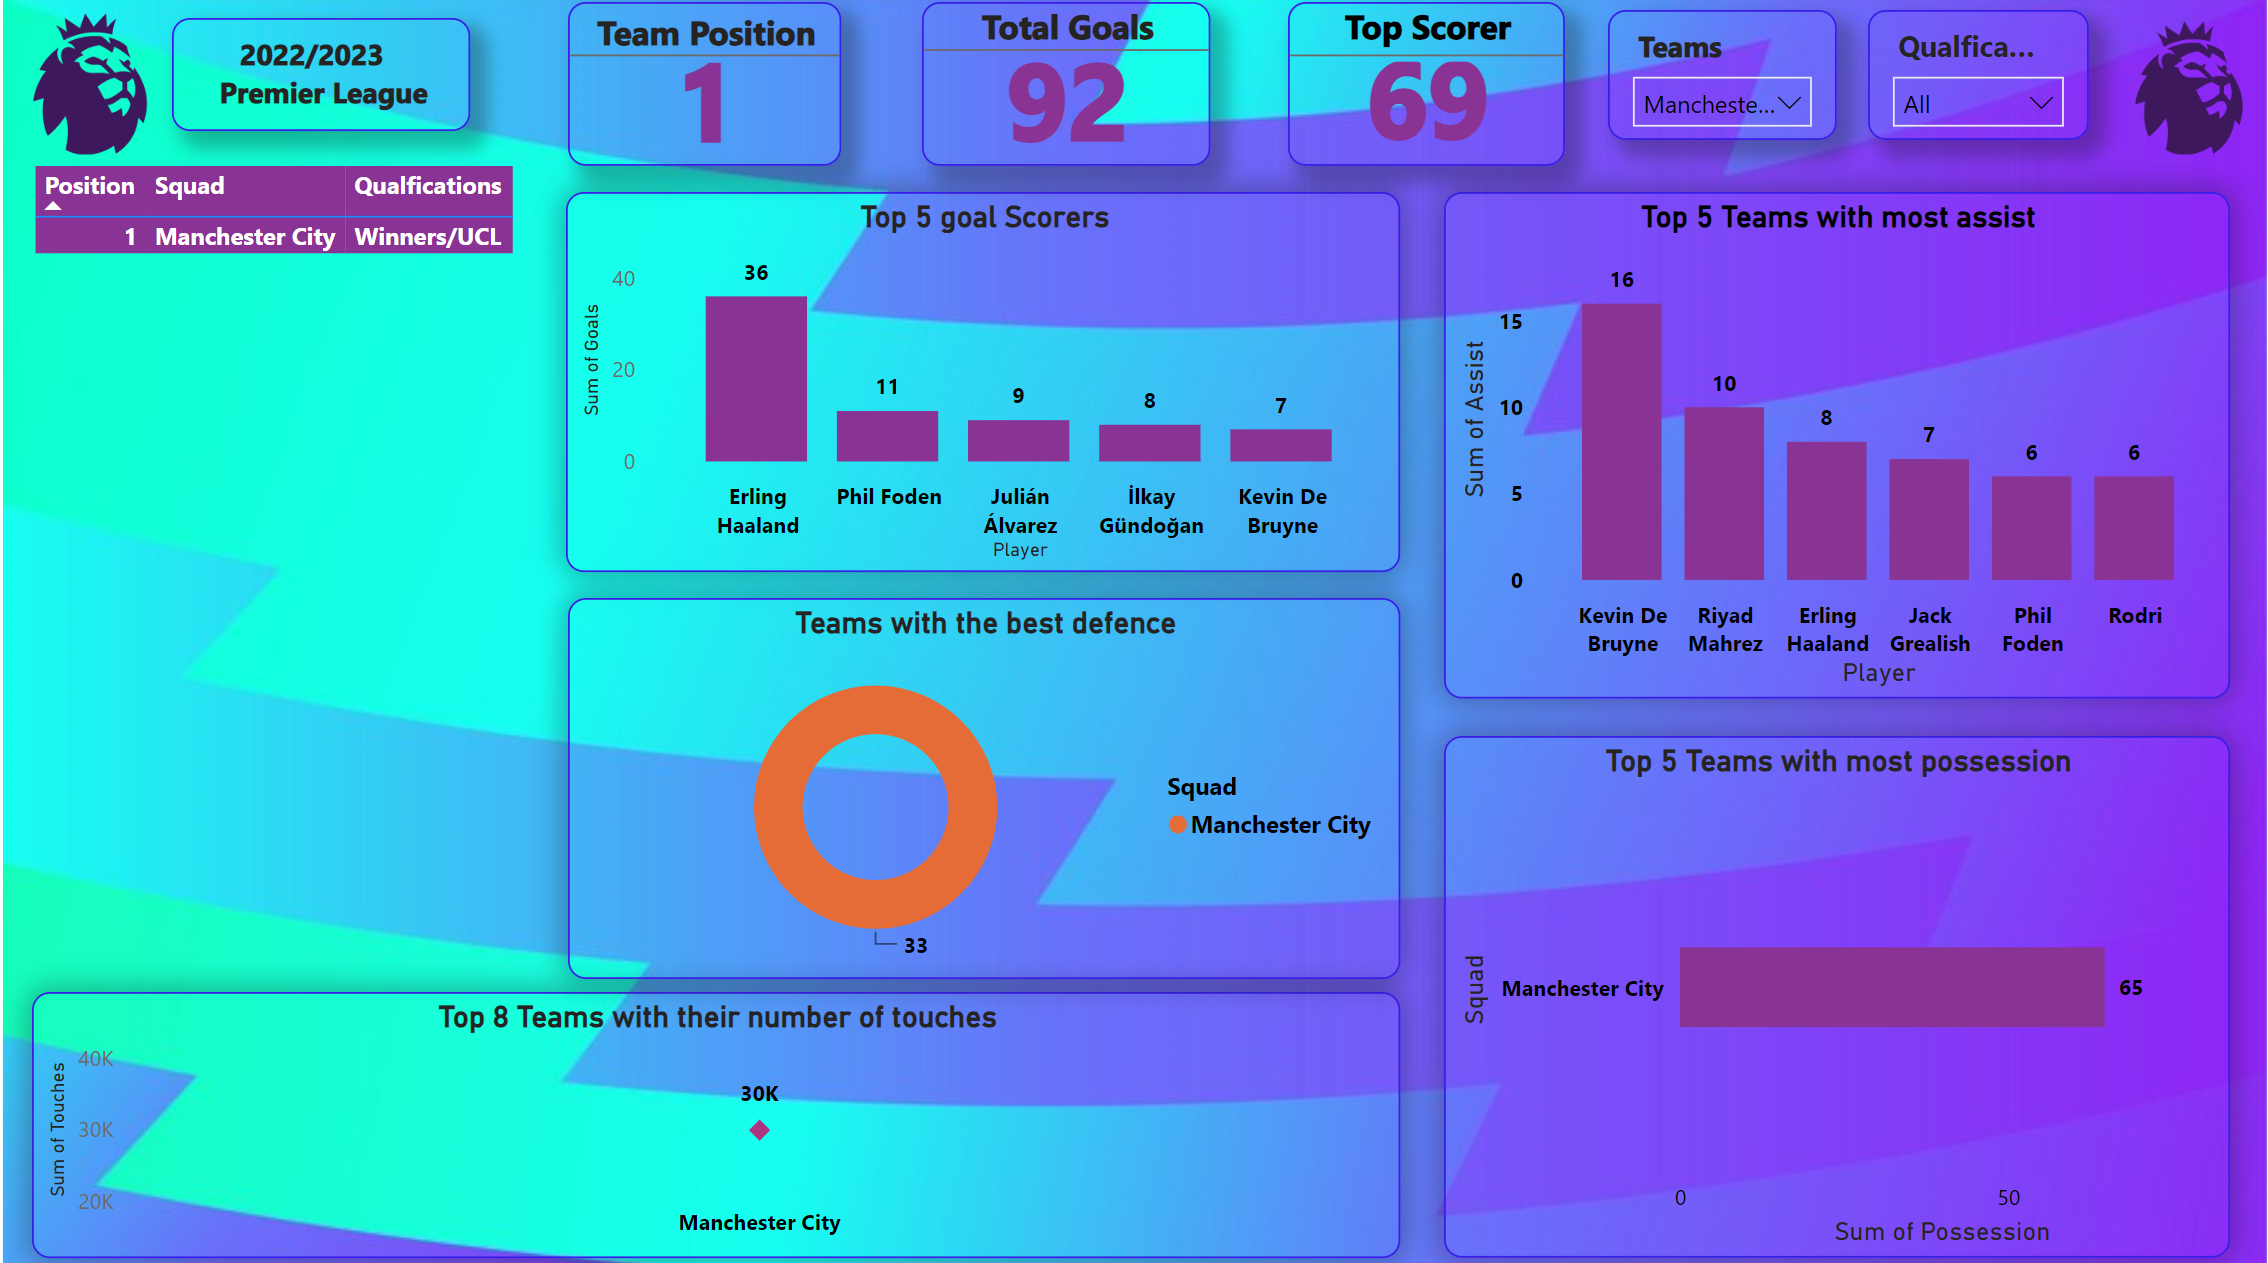 2022/2023
Premier League
Team Position
1
Total Goals
92
Top Scorer
69
Teams
Mancheste...
Qualfica...
All
Position Squad Qualfications
1 Manchester City Winners/UCL
Top 5 goal Scorers
Sum of Goals
40
20
0
36
11
9
8
7
Erling
Haaland
Phil Foden
Julián
Álvarez
İlkay
Gündoğan
Kevin De
Bruyne
Player
Top 5 Teams with most assist
Sum of Assist
15
10
5
0
16
10
8
7
6
6
Kevin De
Bruyne
Riyad
Mahrez
Erling
Haaland
Jack
Grealish
Phil
Foden
Rodri
Player
Teams with the best defence
33
Squad
Manchester City
Top 5 Teams with most possession
Squad
Manchester City
65
0 50
Sum of Possession
Top 8 Teams with their number of touches
Sum of Touches
40K
30K
20K
30K
Manchester City